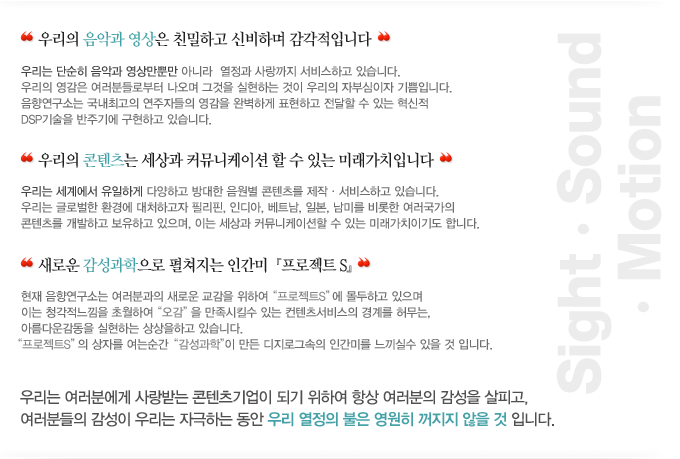 ❝ 우리의 음악과 영상은 친밀하고 신비하며 감각적입니다 ❞
우리는 단순히 음악과 영상만뿐만 아니라 열정과 사랑까지 서비스하고 있습니다.
우리의 영감은 여러분들로부터 나오며 그것을 실현하는 것이 우리의 자부심이자 기쁨입니다.
음향연구소는 국내최고의 연주자들의 영감을 완벽하게 표현하고 전달할 수 있는 혁신적
DSP기술을 반주기에 구현하고 있습니다.
❝ 우리의 콘텐츠는 세상과 커뮤니케이션 할 수 있는 미래가치입니다 ❞
우리는 세계에서 유일하게 다양하고 방대한 음원별 콘텐츠를 제작 · 서비스하고 있습니다.
우리는 글로벌한 환경에 대처하고자 필리핀, 인디아, 베트남, 일본, 남미를 비롯한 여러국가의
콘텐츠를 개발하고 보유하고 있으며, 이는 세상과 커뮤니케이션할 수 있는 미래가치이기도 합니다.
❝ 새로운 감성과학으로 펼쳐지는 인간미『프로젝트 S』❞
현재 음향연구소는 여러분과의 새로운 교감을 위하여 “프로젝트S” 에 몰두하고 있으며
이는 청각적느낌을 초월하여 “오감” 을 만족시킬수 있는 컨텐츠서비스의 경계를 허무는,
아름다운감동을 실현하는 상상을하고 있습니다.
“프로젝트S” 의 상자를 여는순간 “감성과학”이 만든 디지로그속의 인간미를 느끼실수 있을 것 입니다.
우리는 여러분에게 사랑받는 콘텐츠기업이 되기 위하여 항상 여러분의 감성을 살피고,
여러분들의 감성이 우리는 자극하는 동안 우리 열정의 불은 영원히 꺼지지 않을 것 입니다.
Sight · Sound
· Motion